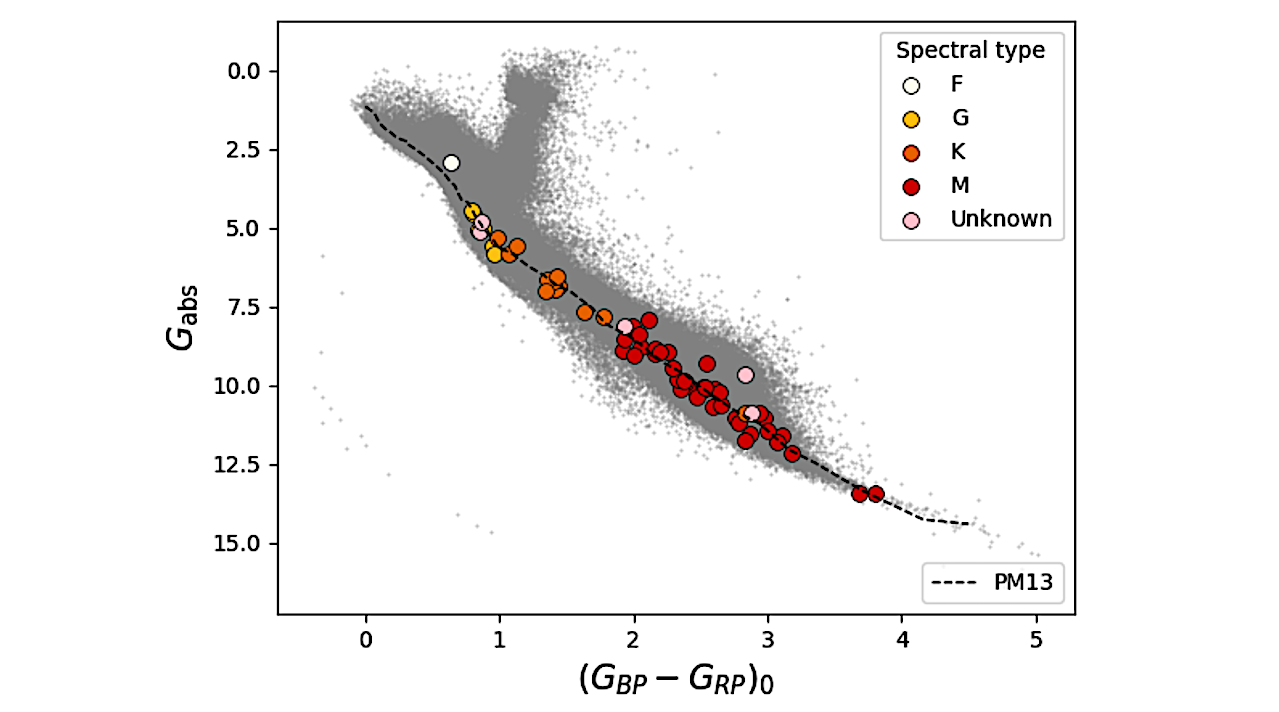 Spectral type
F
G
K
M
Unknown
0.0
2.5
5.0
7.5
10.0
12.5
15.0
G_abs
PM13
0 1 2 3 4 5
(G_BP − G_RP)_0